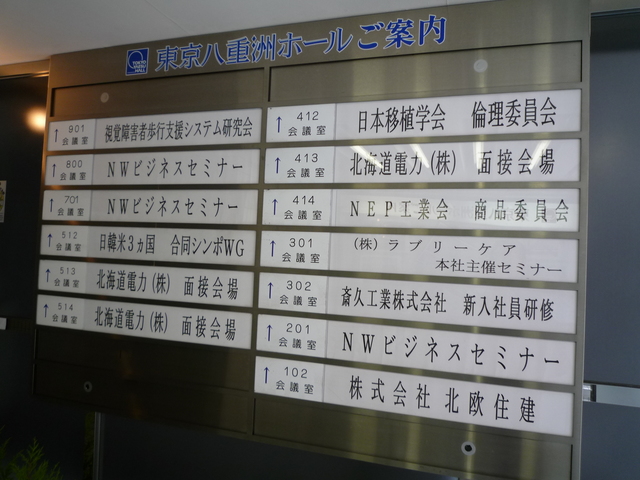 東京八重洲ホールご案内
↑ 901 会議室 視覚障害者歩行支援システム研究会
↑ 800 会議室 NWビジネスセミナー
↑ 701 会議室 NWビジネスセミナー
↑ 512 会議室 日韓米3ヵ国 合同シンポWG
↑ 513 会議室 北海道電力(株) 面接会場
↑ 514 会議室 北海道電力(株) 面接会場
↑ 412 会議室 日本移植学会 倫理委員会
↑ 413 会議室 北海道電力(株) 面接会場
↑ 414 会議室 NEP工業会 商品委員会
↑ 301 会議室 (株)ラブリーケア
本社主催セミナー
↑ 302 会議室 斎久工業株式会社 新入社員研修
↑ 201 会議室 NWビジネスセミナー
↑ 102 会議室 株式会社北欧住建